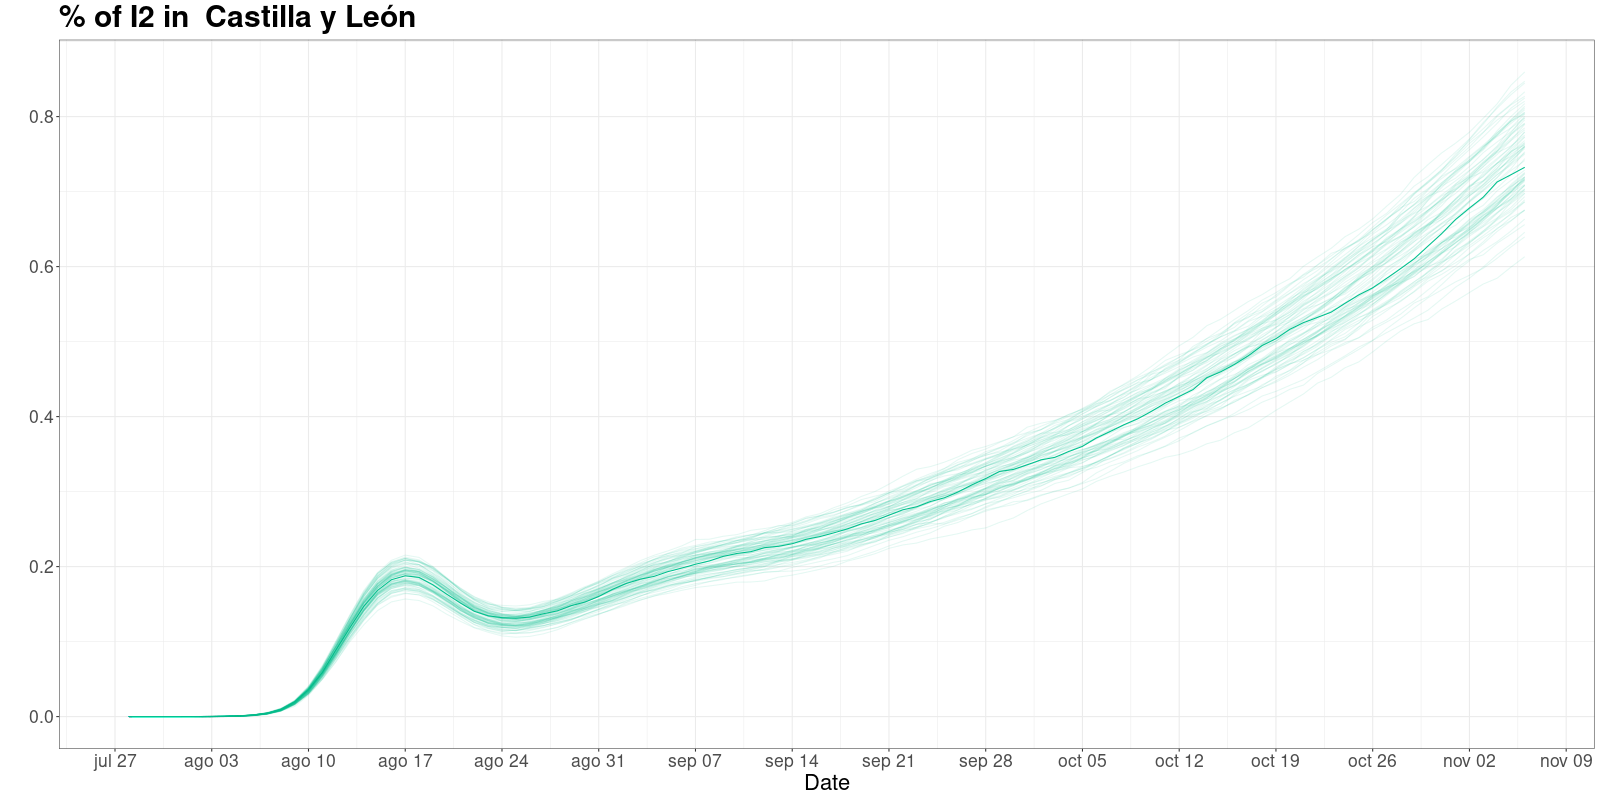 % of I2 in  Castilla y León
0.8
0.6
0.4
0.2
0.0
jul 27 ago 03 ago 10 ago 17 ago 24 ago 31 sep 07 sep 14 sep 21 sep 28 oct 05 oct 12 oct 19 oct 26 nov 02 nov 09
Date